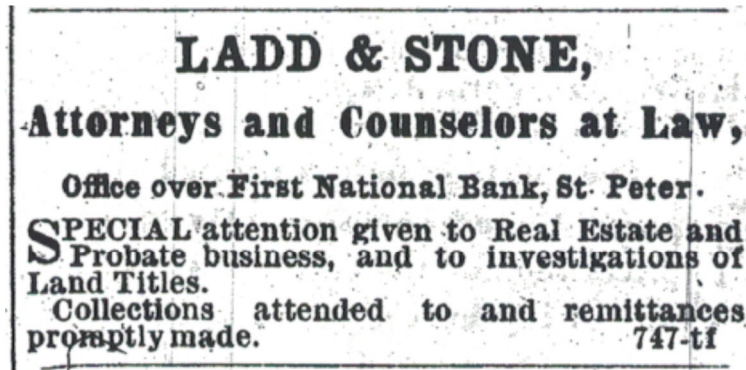 LADD & STONE,
Attorneys and Counselors at Law,
Office over First National Bank, St. Peter.
SPECIAL attention given to Real Estate and
Probate business, and to investigations of
Land Titles.
Collections attended to and remittances
promptly made. 747-tf